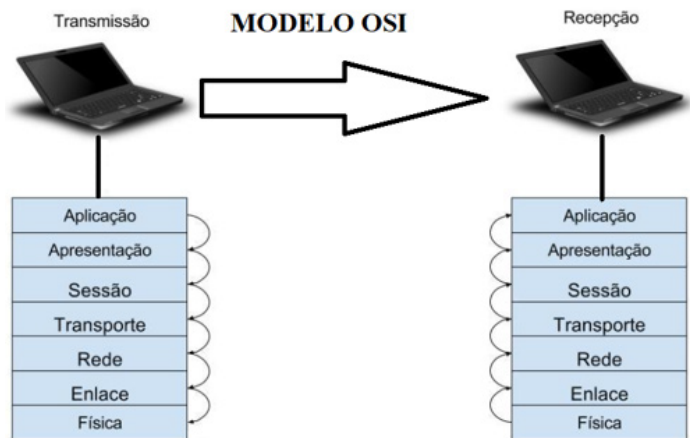 Transmissão
MODELO OSI
Recepção
Aplicação
Apresentação
Sessão
Transporte
Rede
Enlace
Física
Aplicação
Apresentação
Sessão
Transporte
Rede
Enlace
Física